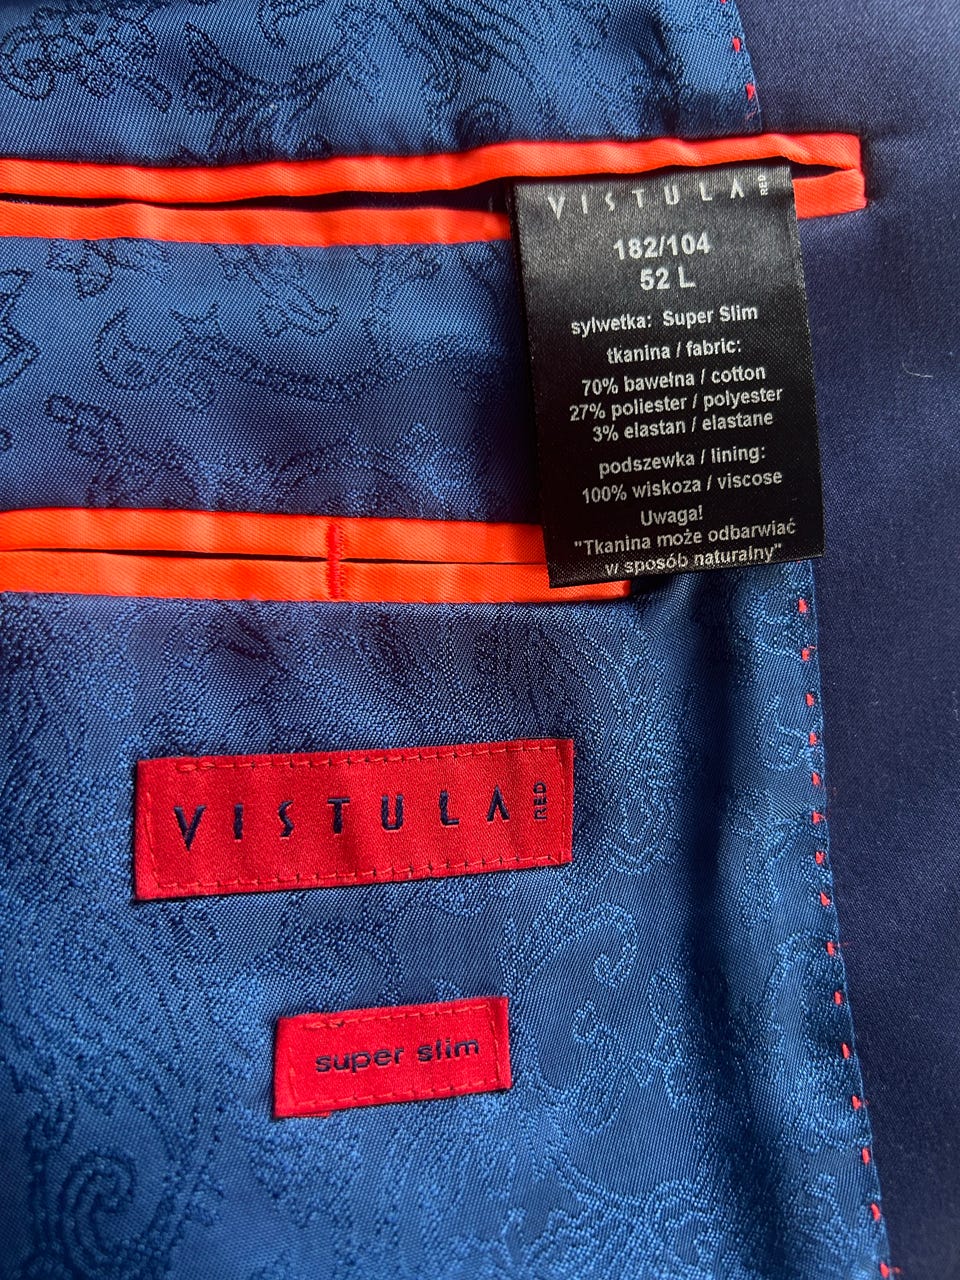 VISTULA RED
182/104
52 L
sylwetka: Super Slim
tkanina / fabric:
70% bawełna / cotton
27% poliester / polyester
3% elastan / elastane
podszewka / lining:
100% wiskoza / viscose
Uwaga!
"Tkanina może odbarwiać
w sposób naturalny"
VISTULA RED
super slim